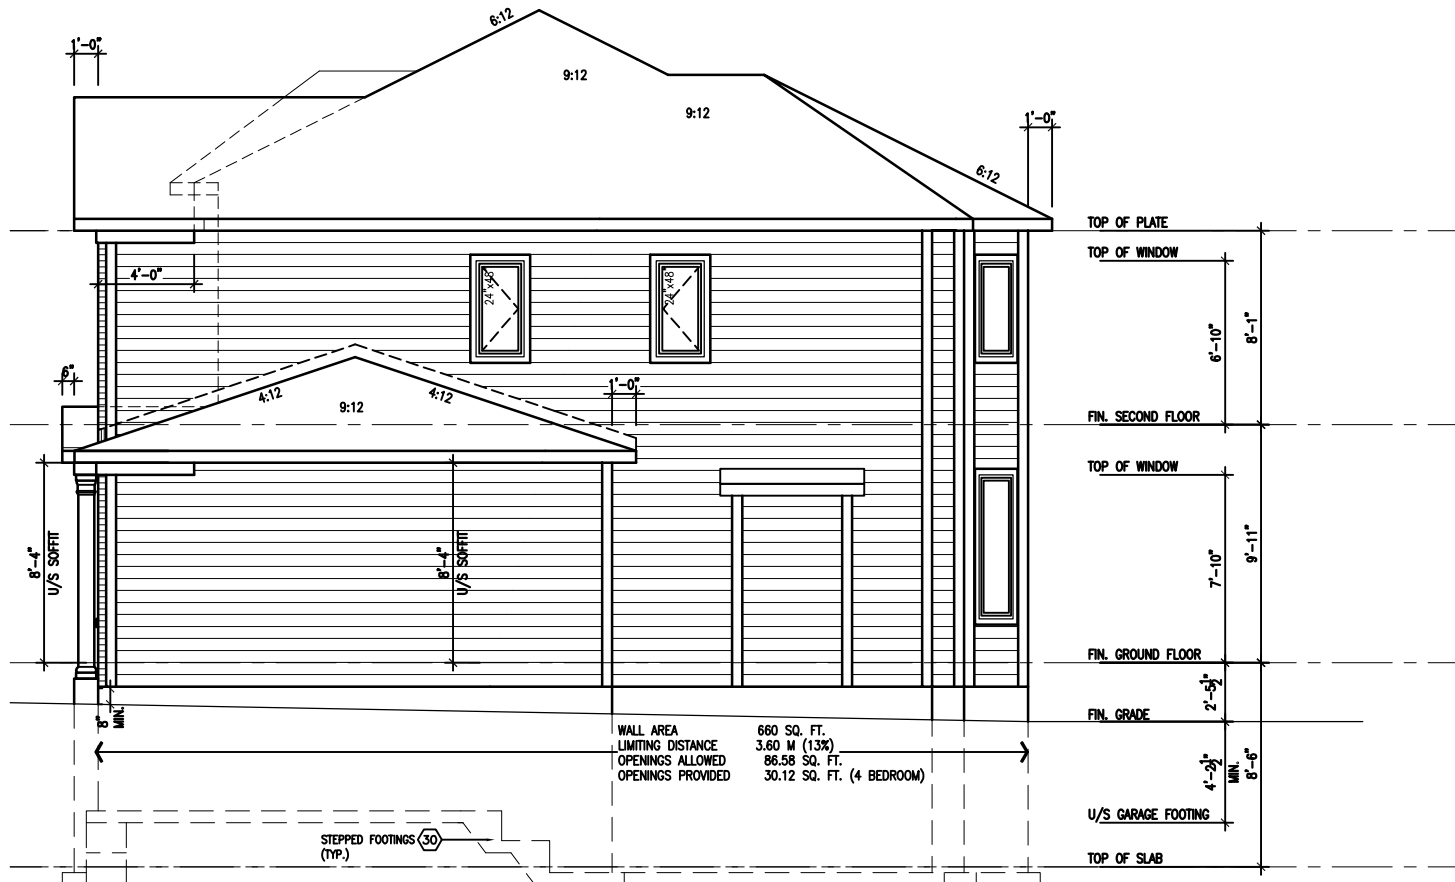 6:12
1'-0"
9:12
9:12
1'-0"
6:12
TOP OF PLATE
TOP OF WINDOW
4'-0"
24"x48"
24"x48"
6'-10"
8'-1"
6"
4:12
9:12
4:12
1'-0"
FIN. SECOND FLOOR
TOP OF WINDOW
8'-4"
U/S SOFFIT
8'-4"
U/S SOFFIT
7'-10"
9'-11"
FIN. GROUND FLOOR
2'-5½"
8"
MIN.
FIN. GRADE
WALL AREA 660 SQ. FT.
LIMITING DISTANCE 3.60 M (13%)
OPENINGS ALLOWED 86.58 SQ. FT.
OPENINGS PROVIDED 30.12 SQ. FT. (4 BEDROOM)
4'-2½"
MIN.
8'-6"
U/S GARAGE FOOTING
STEPPED FOOTINGS 30
(TYP.)
TOP OF SLAB